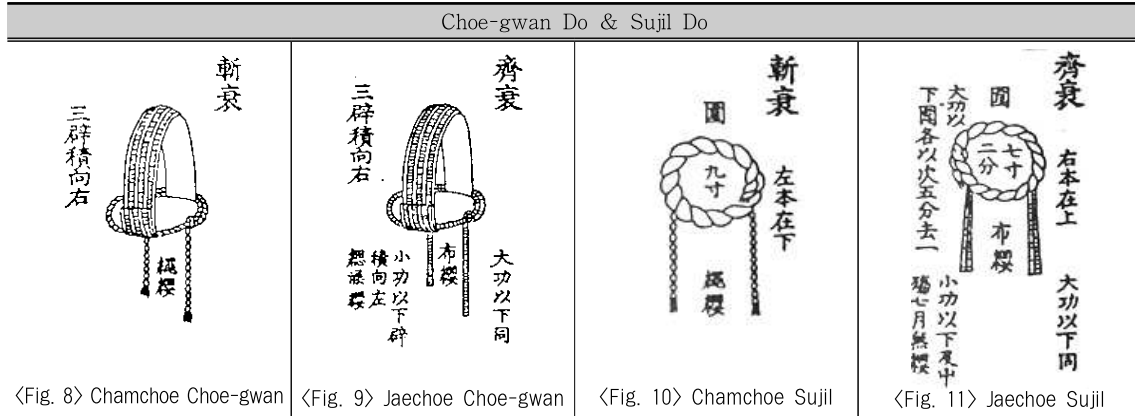 Choe-gwan Do & Sujil Do
斬衰
三辟積向右
繩纓
〈Fig. 8〉 Chamchoe Choe-gwan
齊衰
三辟積向右
大功以下同
布纓
小功以下辟
積向左
緦澡纓
〈Fig. 9〉 Jaechoe Choe-gwan
斬衰
圍
九寸
左本在下
繩纓
〈Fig. 10〉 Chamchoe Sujil
齊衰
右本在上
圍
七寸
二分
大功以
下圍各以次五分去一
布纓
大功以下同
小功以下及中
殤七月無纓
〈Fig. 11〉 Jaechoe Sujil